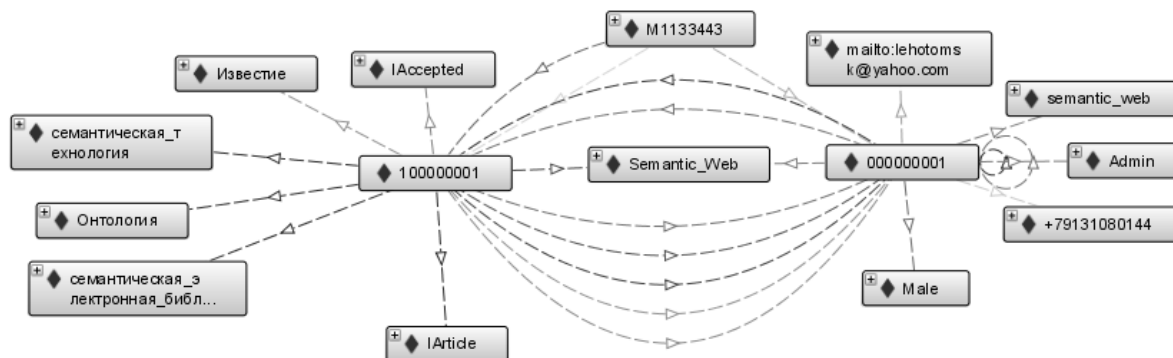 M1133443
mailto:lehotoms
k@yahoo.com
Известие
IAccepted
semantic_web
семантическая_т
ехнология
100000001
Semantic_Web
000000001
Admin
Онтология
+79131080144
семантическая_э
лектронная_библ...
Male
IArticle